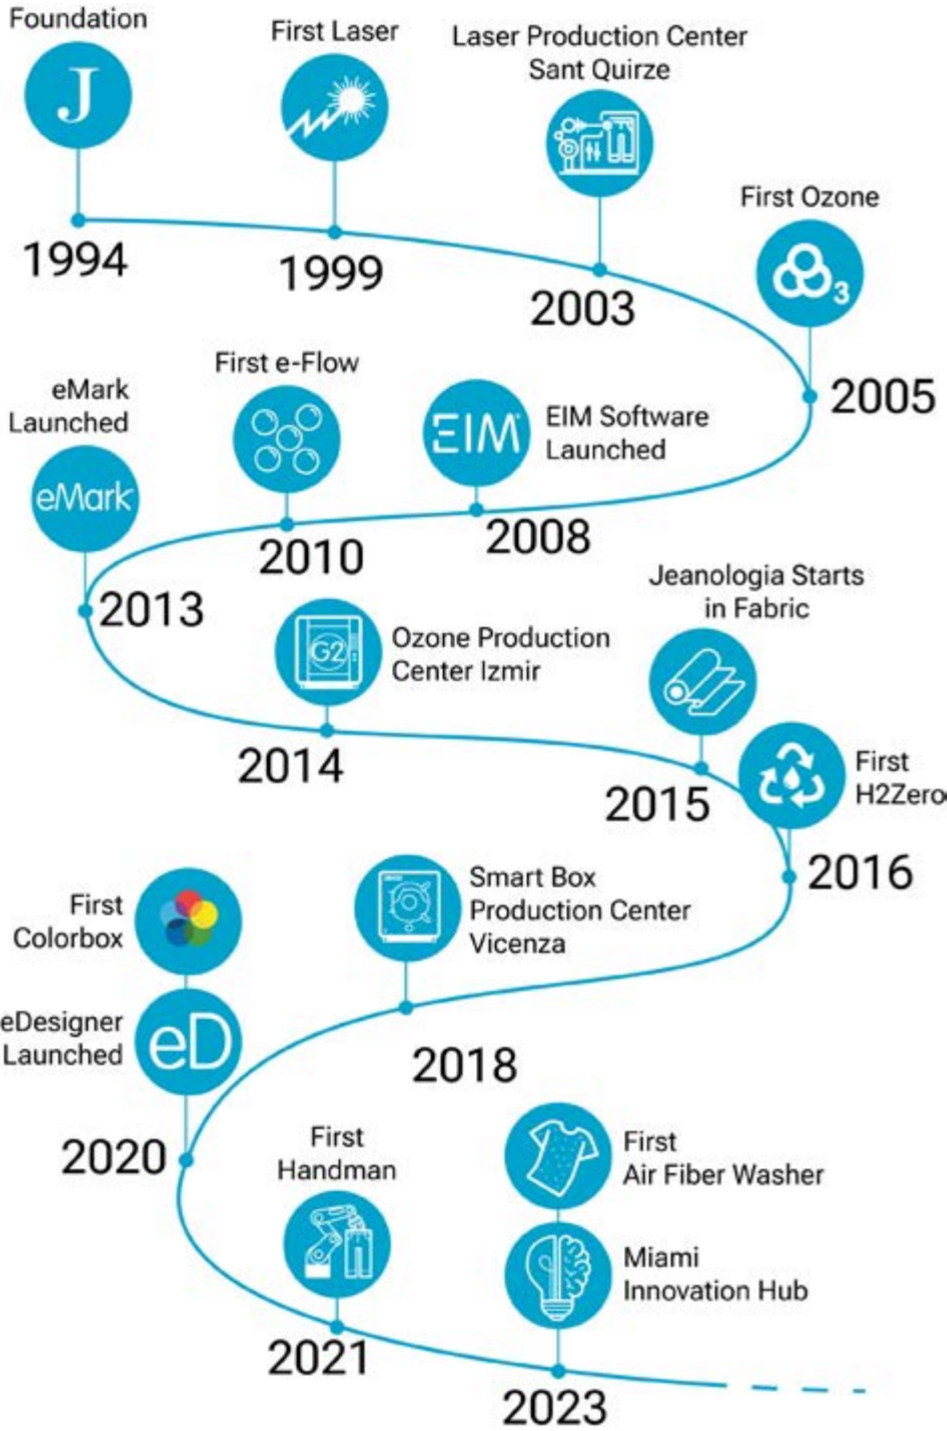 Foundation
J
1994
First Laser
1999
Laser Production Center
Sant Quirze
2003
First Ozone
3
2005
EIM
EIM Software
Launched
2008
First e-Flow
2010
eMark
Launched
eMark
2013
G2
Ozone Production
Center Izmir
2014
Jeanologia Starts
in Fabric
2015
First
H2Zero
2016
Smart Box
Production Center
Vicenza
2018
First
Colorbox
eDesigner
Launched
eD
2020
First
Handman
2021
First
Air Fiber Washer
Miami
Innovation Hub
2023